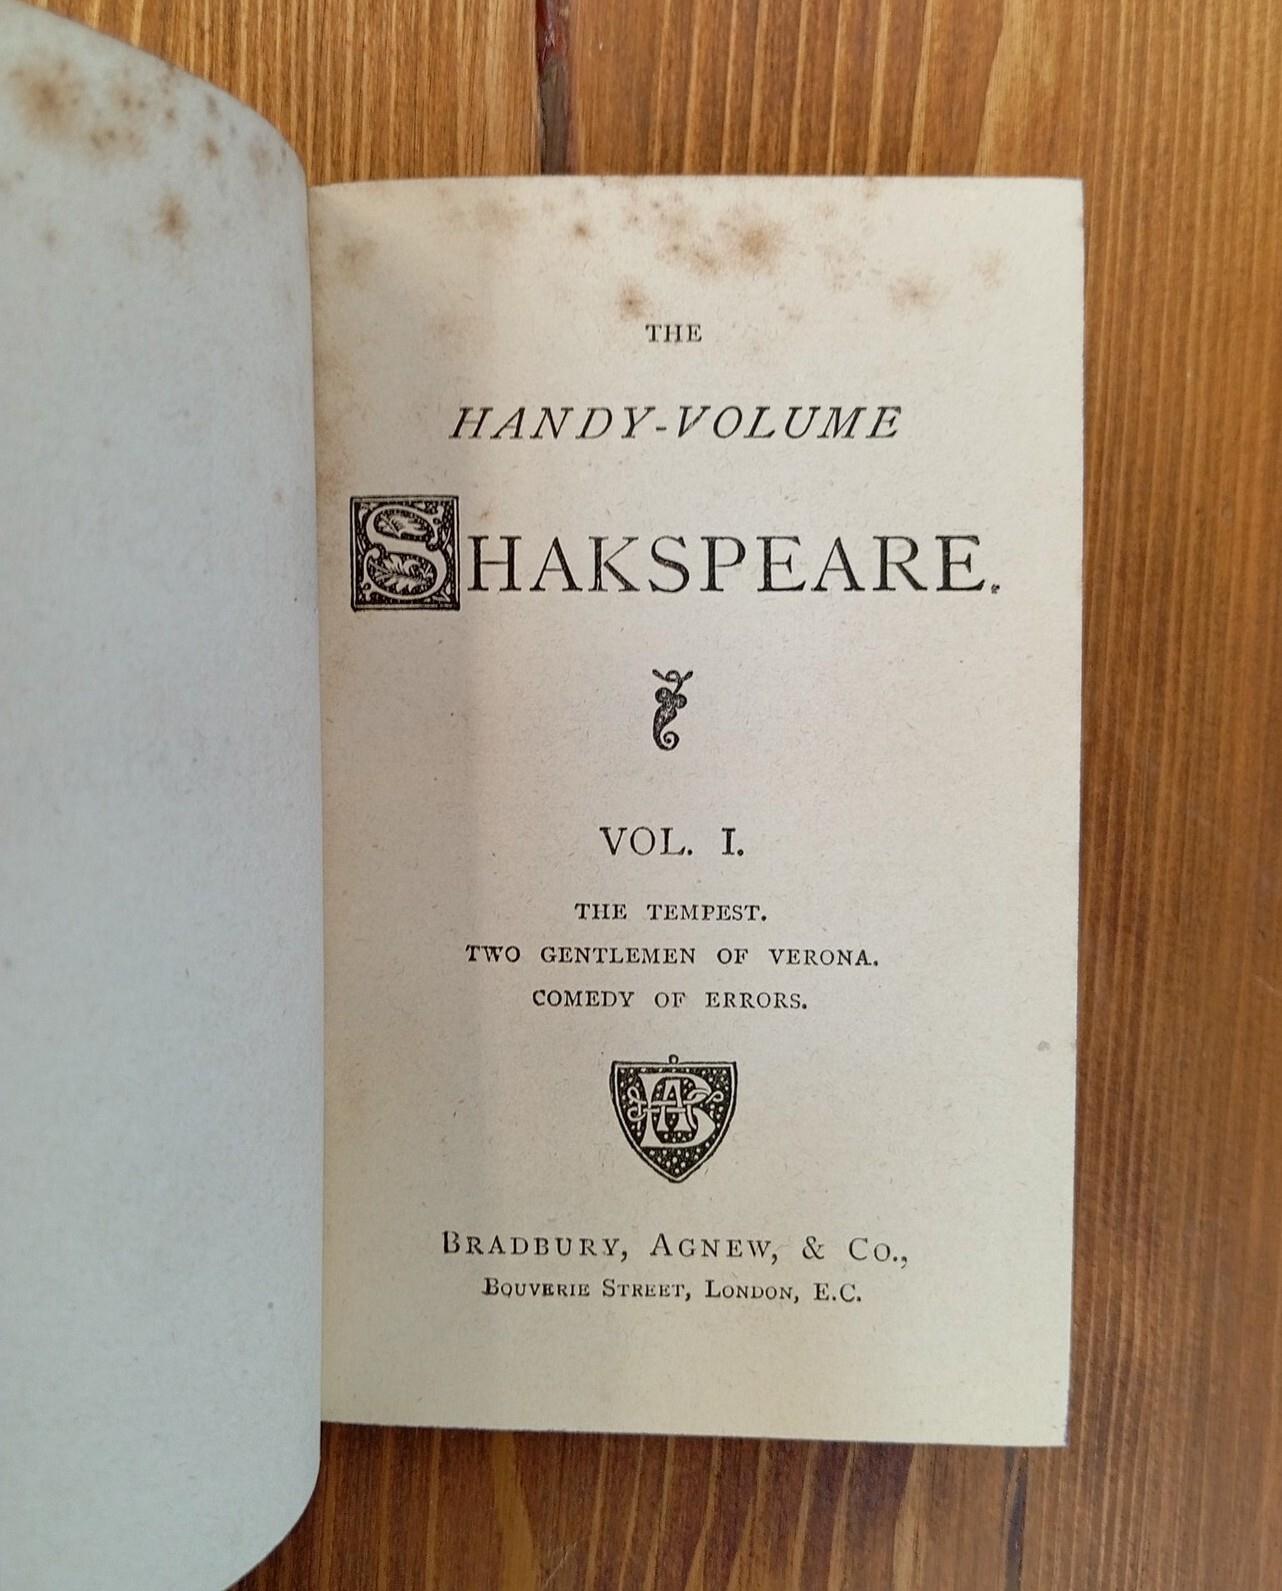 THE
HANDY-VOLUME
SHAKSPEARE.
VOL. I.
THE TEMPEST.
TWO GENTLEMEN OF VERONA.
COMEDY OF ERRORS.
BA
BRADBURY, AGNEW, & CO.,
BOUVERIE STREET, LONDON, E.C.